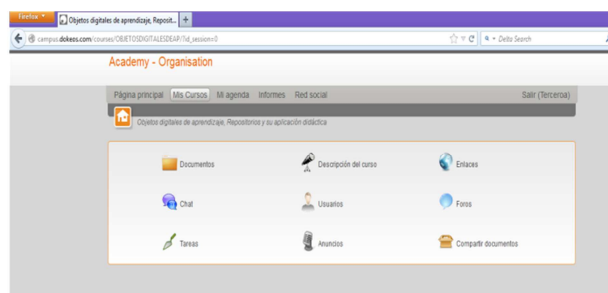 Firefox
Objetos digitales de aprendizaje, Reposit...
campus.dokeos.com/courses/OBJETOSDIGITALESDEAP/?id_session=0
Delta Search
Academy - Organisation
Página principal Mis Cursos Mi agenda Informes Red social Salir (Terceroa)
Objetos digitales de aprendizaje, Repositorios y su aplicación didáctica
Documentos Descripción del curso Enlaces
Chat Usuarios Foros
Tareas Anuncios Compartir documentos